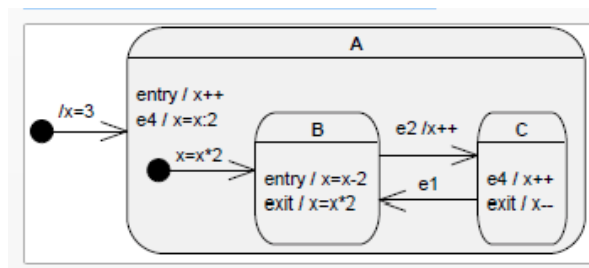 A
/x=3
entry / x++
e4 / x=x:2
x=x*2
B
entry / x=x-2
exit / x=x*2
e2 /x++
e1
C
e4 / x++
exit / x--